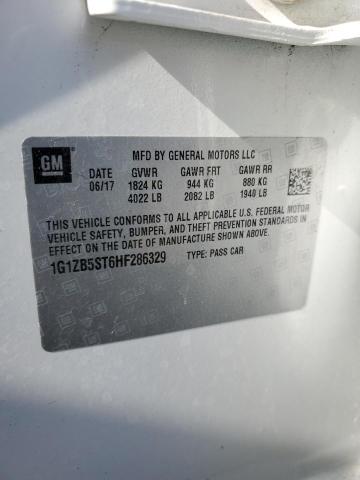 GM
MFD BY GENERAL MOTORS LLC
DATE GVWR GAWR FRT GAWR RR
06/17 1824 KG 944 KG 880 KG
4022 LB 2082 LB 1940 LB
THIS VEHICLE CONFORMS TO ALL APPLICABLE U.S. FEDERAL MOTOR
VEHICLE SAFETY, BUMPER, AND THEFT PREVENTION STANDARDS IN
EFFECT ON THE DATE OF MANUFACTURE SHOWN ABOVE.
1G1ZB5ST6HF286329 TYPE: PASS CAR